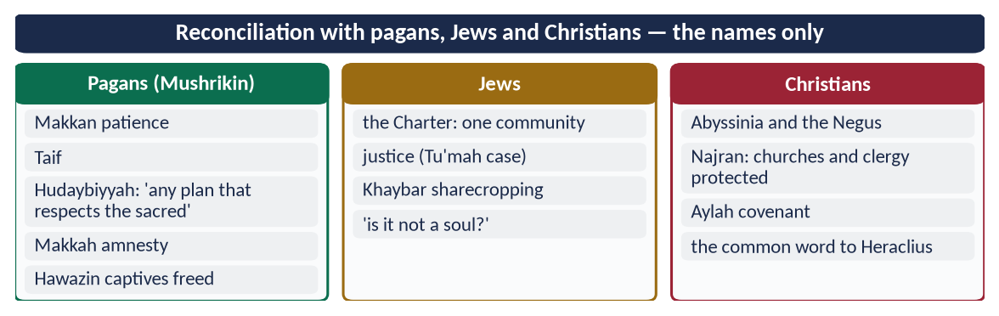 Reconciliation with pagans, Jews and Christians — the names only
Pagans (Mushrikin)
Makkan patience
Taif
Hudaybiyyah: 'any plan that
respects the sacred'
Makkah amnesty
Hawazin captives freed
Jews
the Charter: one community
justice (Tu'mah case)
Khaybar sharecropping
'is it not a soul?'
Christians
Abyssinia and the Negus
Najran: churches and clergy
protected
Aylah covenant
the common word to Heraclius